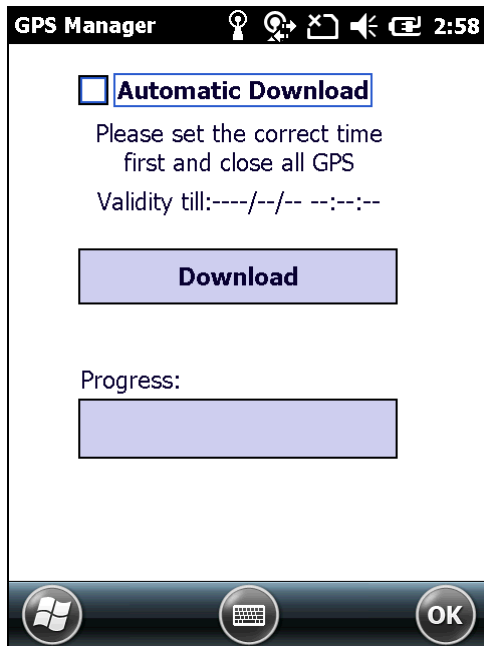 GPS Manager 2:58
Automatic Download
Please set the correct time
first and close all GPS
Validity till:----/--/-- --:--:--
Download
Progress:
OK